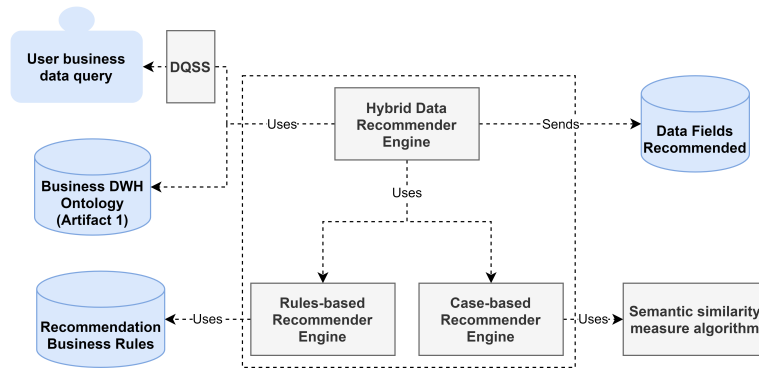 User business
data query
DQSS
Hybrid Data
Recommender
Engine
Uses
Sends
Data Fields
Recommended
Business DWH
Ontology
(Artifact 1)
Uses
Rules-based
Recommender
Engine
Case-based
Recommender
Engine
Recommendation
Business Rules
Uses
Uses
Semantic similarity
measure algorithm